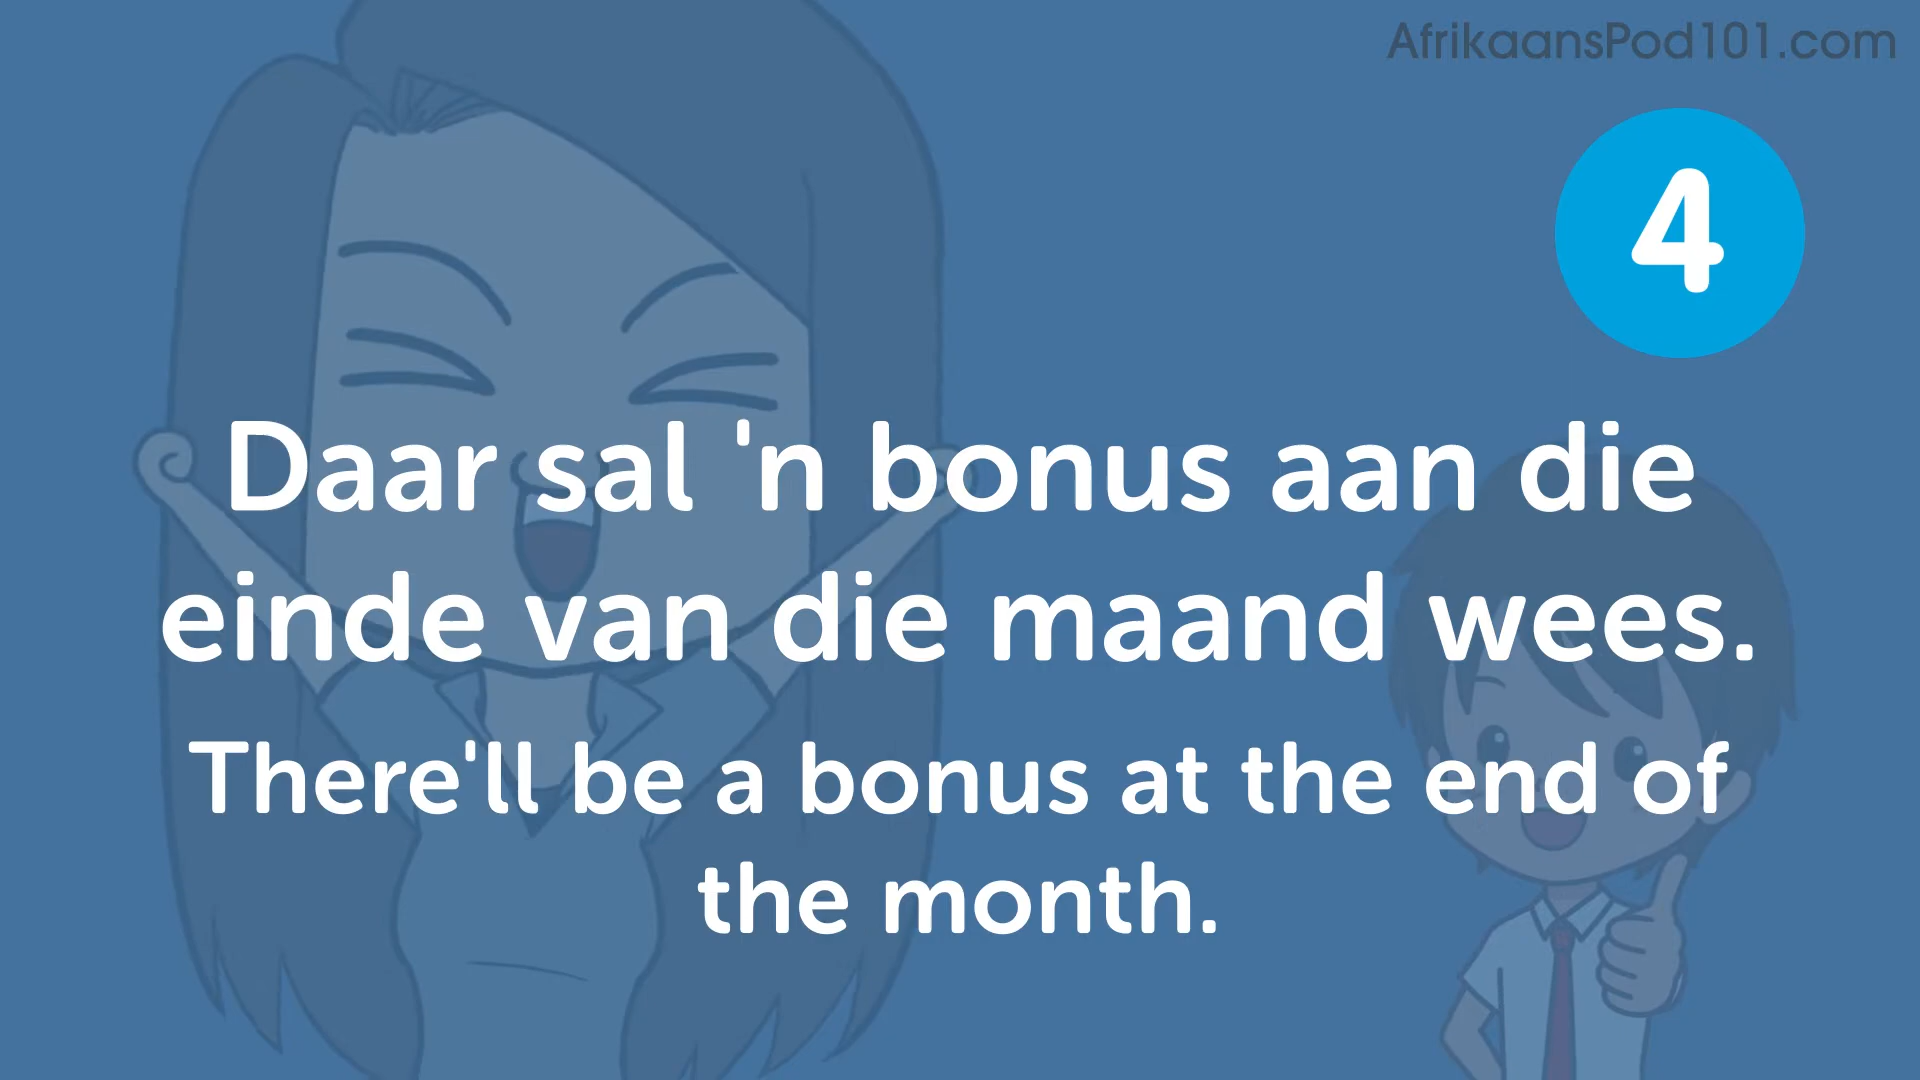 AfrikaansPod101.com
4
Daar sal 'n bonus aan die
einde van die maand wees.
There'll be a bonus at the end of
the month.